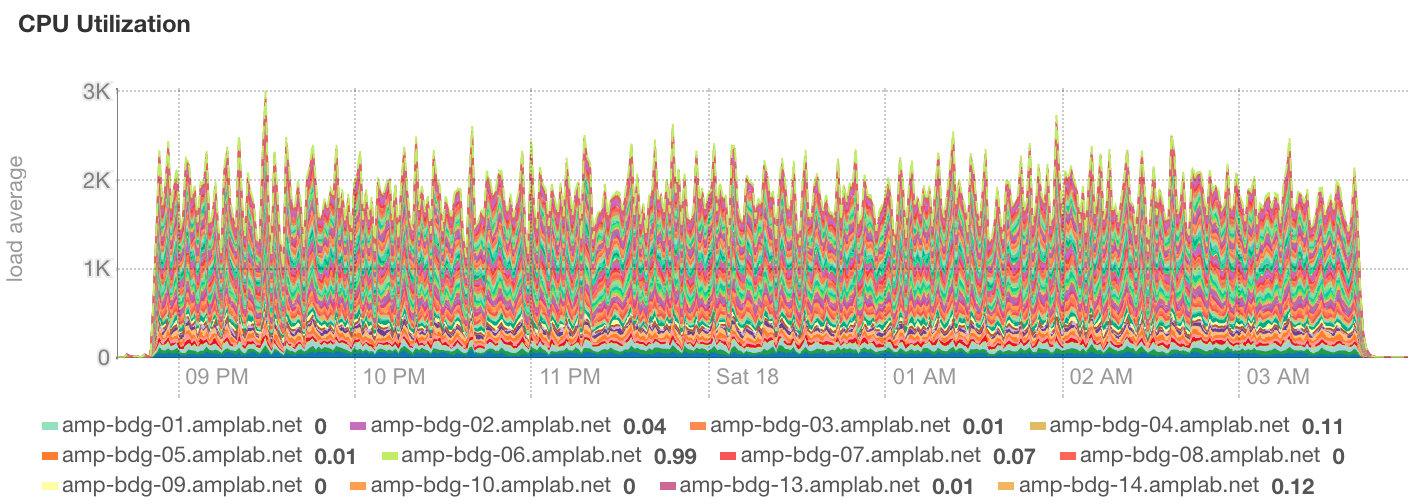 CPU Utilization
3K
2K
1K
0
load average
09 PM 10 PM 11 PM Sat 18 01 AM 02 AM 03 AM
amp-bdg-01.amplab.net 0 amp-bdg-02.amplab.net 0.04 amp-bdg-03.amplab.net 0.01 amp-bdg-04.amplab.net 0.11
amp-bdg-05.amplab.net 0.01 amp-bdg-06.amplab.net 0.99 amp-bdg-07.amplab.net 0.07 amp-bdg-08.amplab.net 0
amp-bdg-09.amplab.net 0 amp-bdg-10.amplab.net 0 amp-bdg-13.amplab.net 0.01 amp-bdg-14.amplab.net 0.12